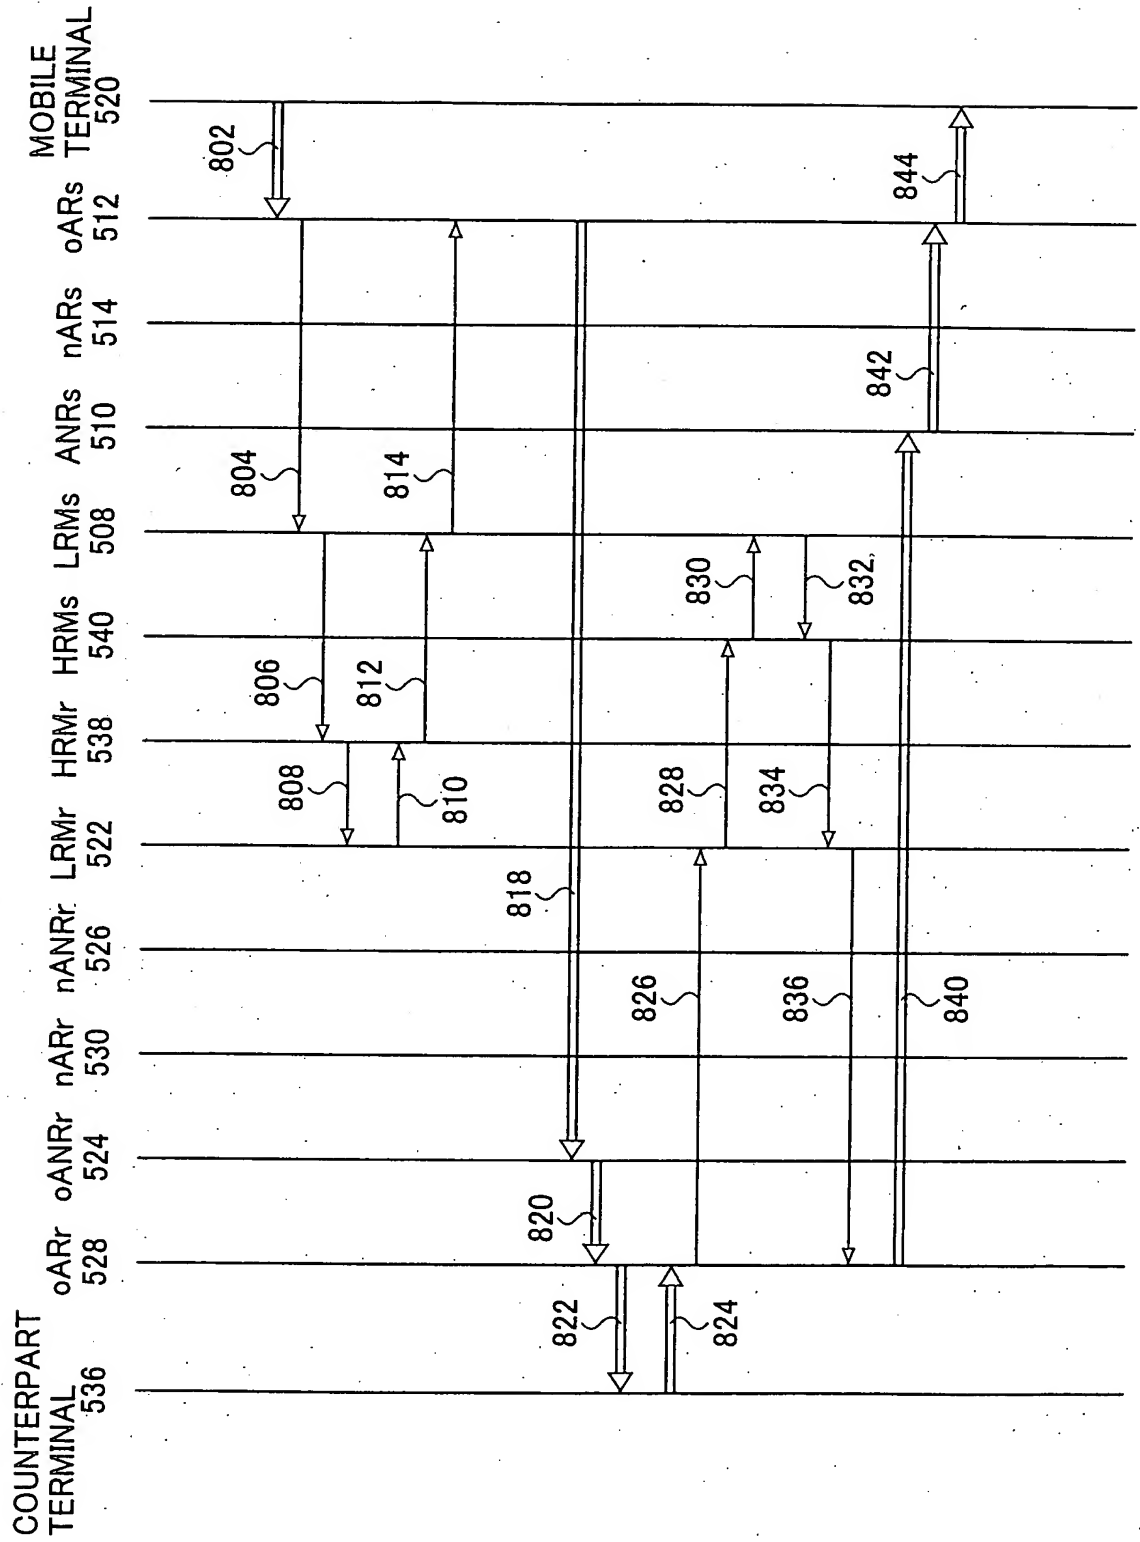 COUNTERPART
TERMINAL
536
oARr
528
oANRr
524
nARr
530
nANRr
526
LRMr
522
HRMr
538
HRMs
540
LRMs
508
ANRs
510
nARs
514
oARs
512
MOBILE
TERMINAL
520
802
804
806
808
810
812
814
818
820
822
824
826
828
830
832
834
836
840
842
844